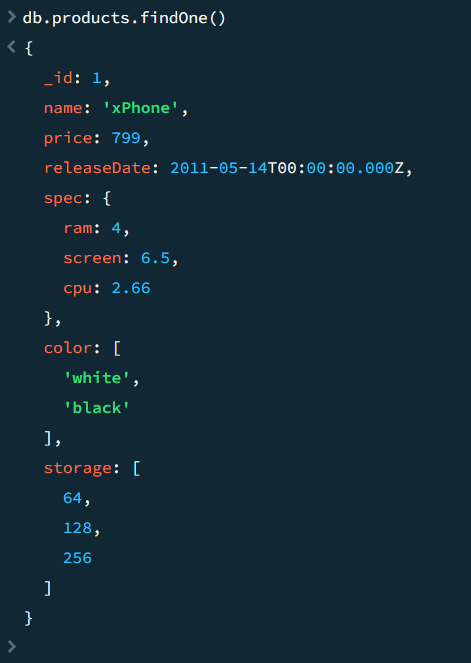 > db.products.findOne()
< {
_id: 1,
name: 'xPhone',
price: 799,
releaseDate: 2011-05-14T00:00:00.000Z,
spec: {
ram: 4,
screen: 6.5,
cpu: 2.66
},
color: [
'white',
'black'
],
storage: [
64,
128,
256
]
}
>